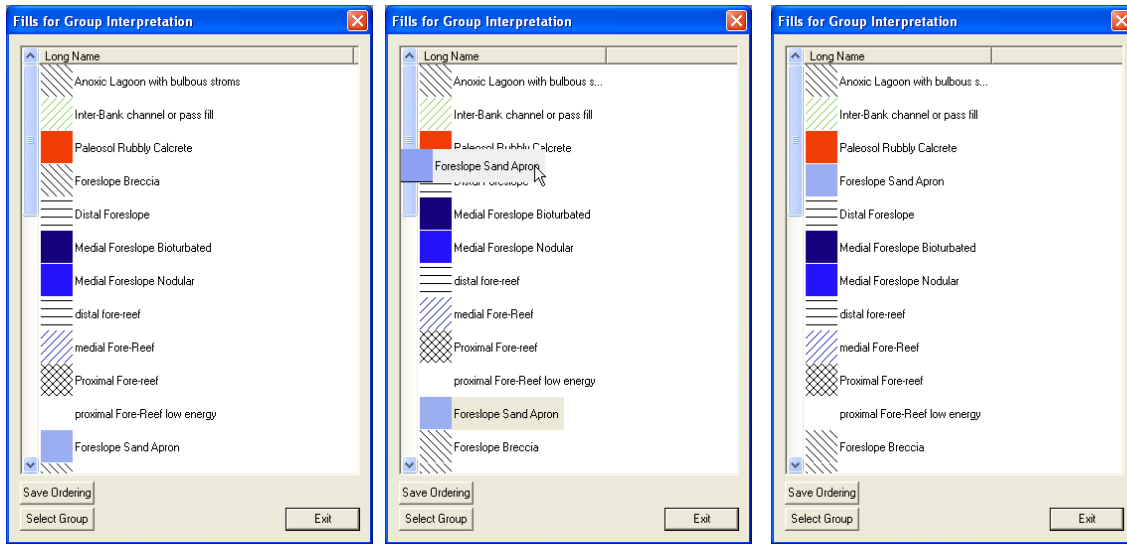 Fills for Group Interpretation
Long Name
Anoxic Lagoon with bulbous stroms
Inter-Bank channel or pass fill
Paleosol Rubbly Calcrete
Foreslope Breccia
Distal Foreslope
Medial Foreslope Bioturbated
Medial Foreslope Nodular
distal fore-reef
medial Fore-Reef
Proximal Fore-reef
proximal Fore-Reef low energy
Foreslope Sand Apron
Save Ordering
Select Group
Exit
Fills for Group Interpretation
Long Name
Anoxic Lagoon with bulbous s...
Inter-Bank channel or pass fill
Paleosol Rubbly Calcrete
Foreslope Sand Apron
Distal Foreslope
Medial Foreslope Bioturbated
Medial Foreslope Nodular
distal fore-reef
medial Fore-Reef
Proximal Fore-reef
proximal Fore-Reef low energy
Foreslope Sand Apron
Foreslope Breccia
Save Ordering
Select Group
Exit
Fills for Group Interpretation
Long Name
Anoxic Lagoon with bulbous s...
Inter-Bank channel or pass fill
Paleosol Rubbly Calcrete
Foreslope Sand Apron
Distal Foreslope
Medial Foreslope Bioturbated
Medial Foreslope Nodular
distal fore-reef
medial Fore-Reef
Proximal Fore-reef
proximal Fore-Reef low energy
Foreslope Breccia
Save Ordering
Select Group
Exit